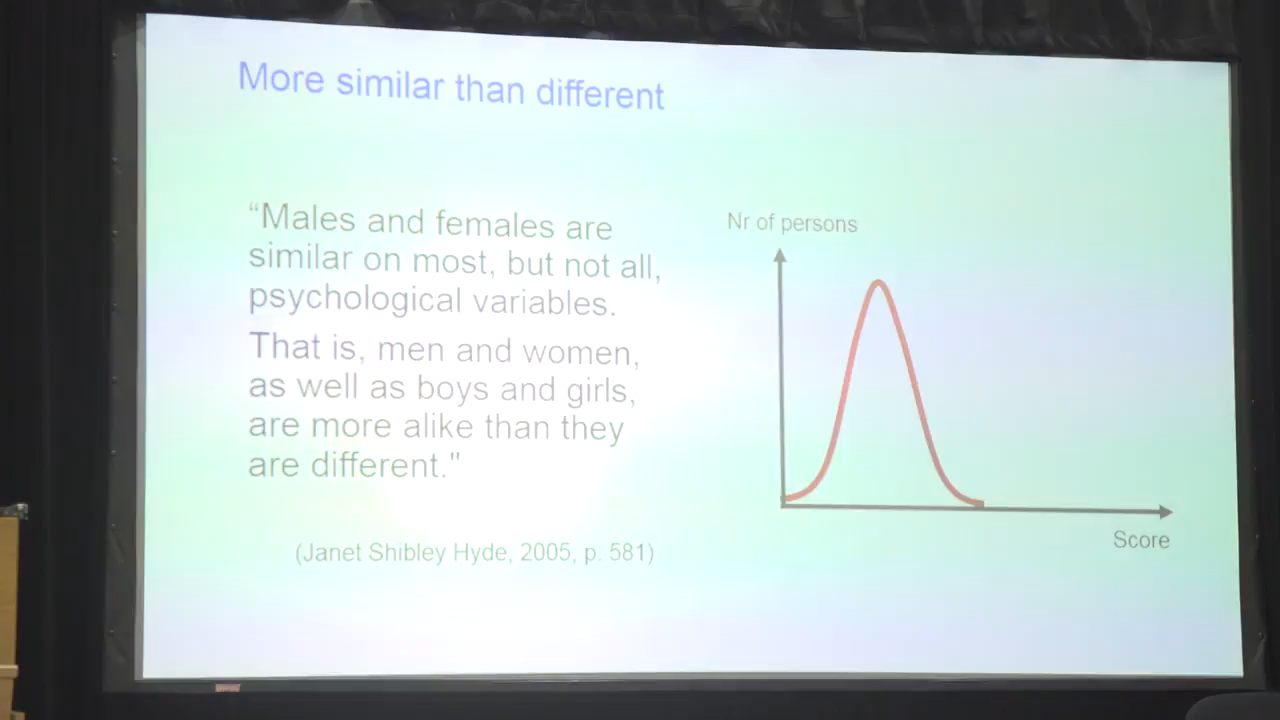 More similar than different
“Males and females are
similar on most, but not all,
psychological variables.
That is, men and women,
as well as boys and girls,
are more alike than they
are different."
(Janet Shibley Hyde, 2005, p. 581)
Nr of persons
Score